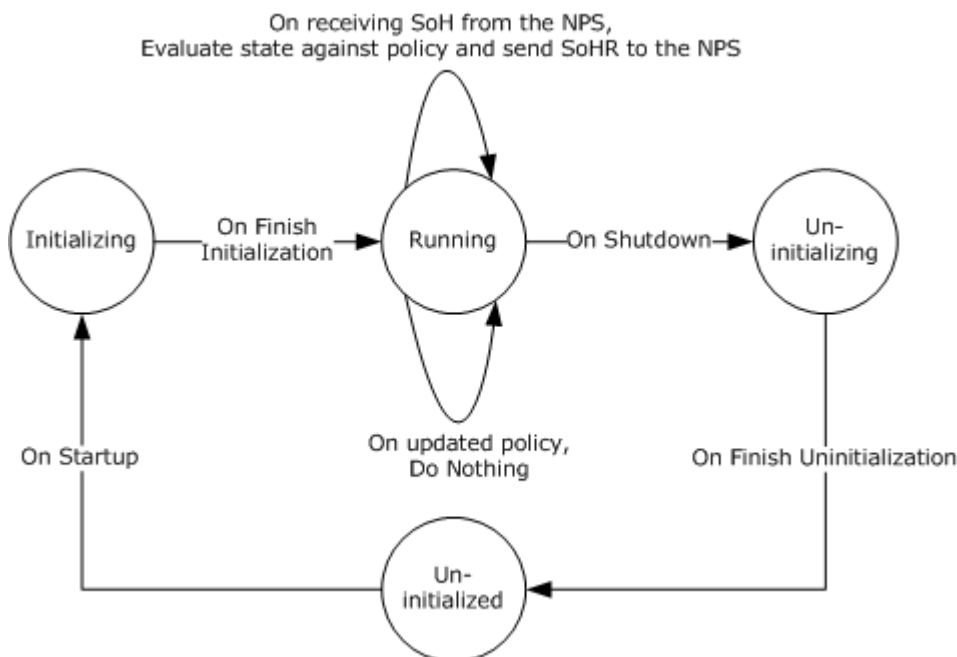 On receiving SoH from the NPS,
Evaluate state against policy and send SoHR to the NPS
Initializing
On Finish
Initialization
Running
On Shutdown
Un-
initializing
On Startup
On updated policy,
Do Nothing
On Finish Uninitialization
Un-
initialized